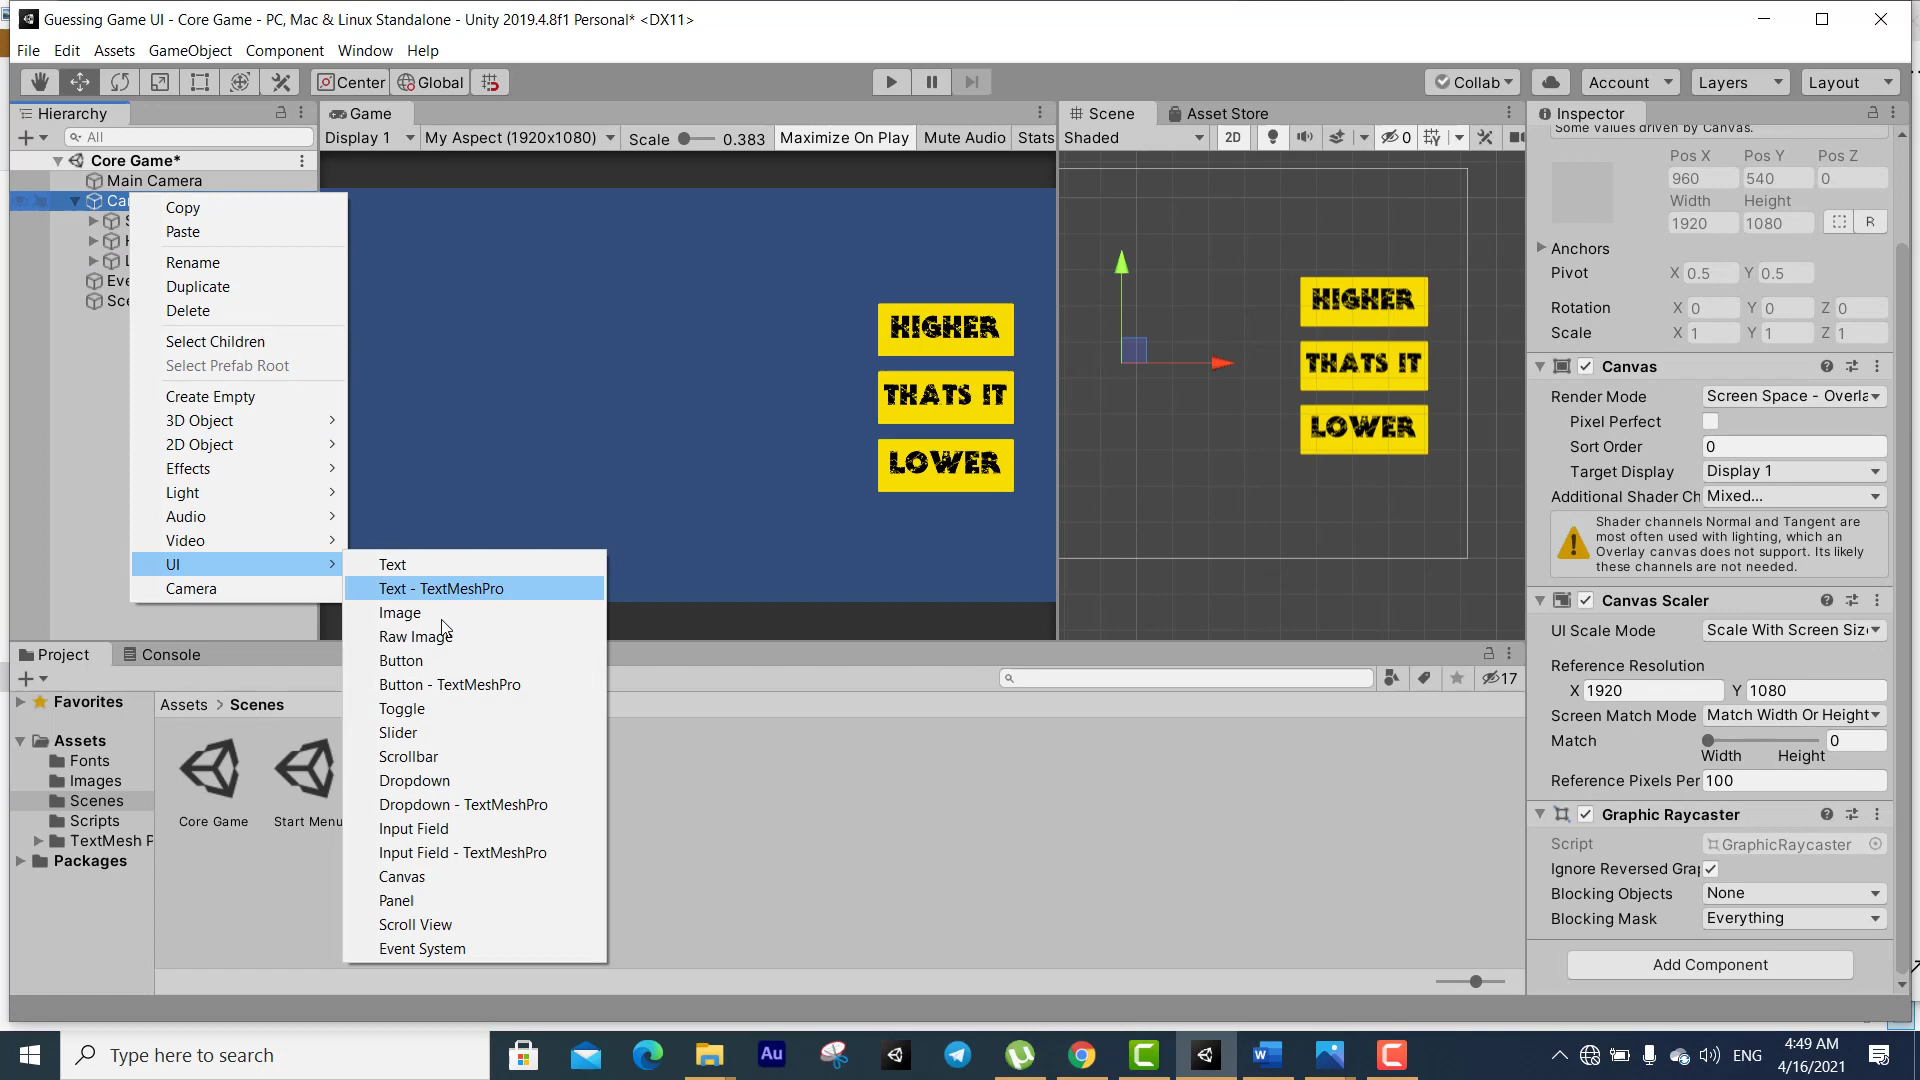 Guessing Game UI - Core Game - PC, Mac & Linux Standalone - Unity 2019.4.8f1 Personal* <DX11>
File Edit Assets GameObject Component Window Help
Center Global Collab Account Layers Layout
Hierarchy
All
Core Game*
Main Camera
Game
Display 1 My Aspect (1920x1080) Scale 0.383 Maximize On Play Mute Audio Stats
Scene Asset Store
Shaded 2D 0
Copy
Paste
Rename
Duplicate
Delete
Select Children
Select Prefab Root
Create Empty
3D Object
2D Object
Effects
Light
Audio
Video
UI
Camera
Text
Text - TextMeshPro
Image
Raw Image
Button
Button - TextMeshPro
Toggle
Slider
Scrollbar
Dropdown
Dropdown - TextMeshPro
Input Field
Input Field - TextMeshPro
Canvas
Panel
Scroll View
Event System
HIGHER
THATS IT
LOWER
HIGHER
THATS IT
LOWER
Inspector
Some values driven by Canvas.
Pos X Pos Y Pos Z
960 540 0
Width Height
1920 1080 R
Anchors
Pivot X 0.5 Y 0.5
Rotation X 0 Y 0 Z 0
Scale X 1 Y 1 Z 1
Canvas
Render Mode Screen Space - Overla
Pixel Perfect
Sort Order 0
Target Display Display 1
Additional Shader Ch Mixed...
Shader channels Normal and Tangent are
most often used with lighting, which an
Overlay canvas does not support. Its likely
these channels are not needed.
Canvas Scaler
UI Scale Mode Scale With Screen Size
Reference Resolution
X 1920 Y 1080
Screen Match Mode Match Width Or Height
Match 0
Width Height
Reference Pixels Per 100
Graphic Raycaster
Script GraphicRaycaster
Ignore Reversed Grap
Blocking Objects None
Blocking Mask Everything
Add Component
Project Console
17
Favorites
Assets
Fonts
Images
Scenes
Scripts
TextMesh P
Packages
Assets > Scenes
Core Game Start Menu
Type here to search
Au
ENG
4:49 AM
4/16/2021